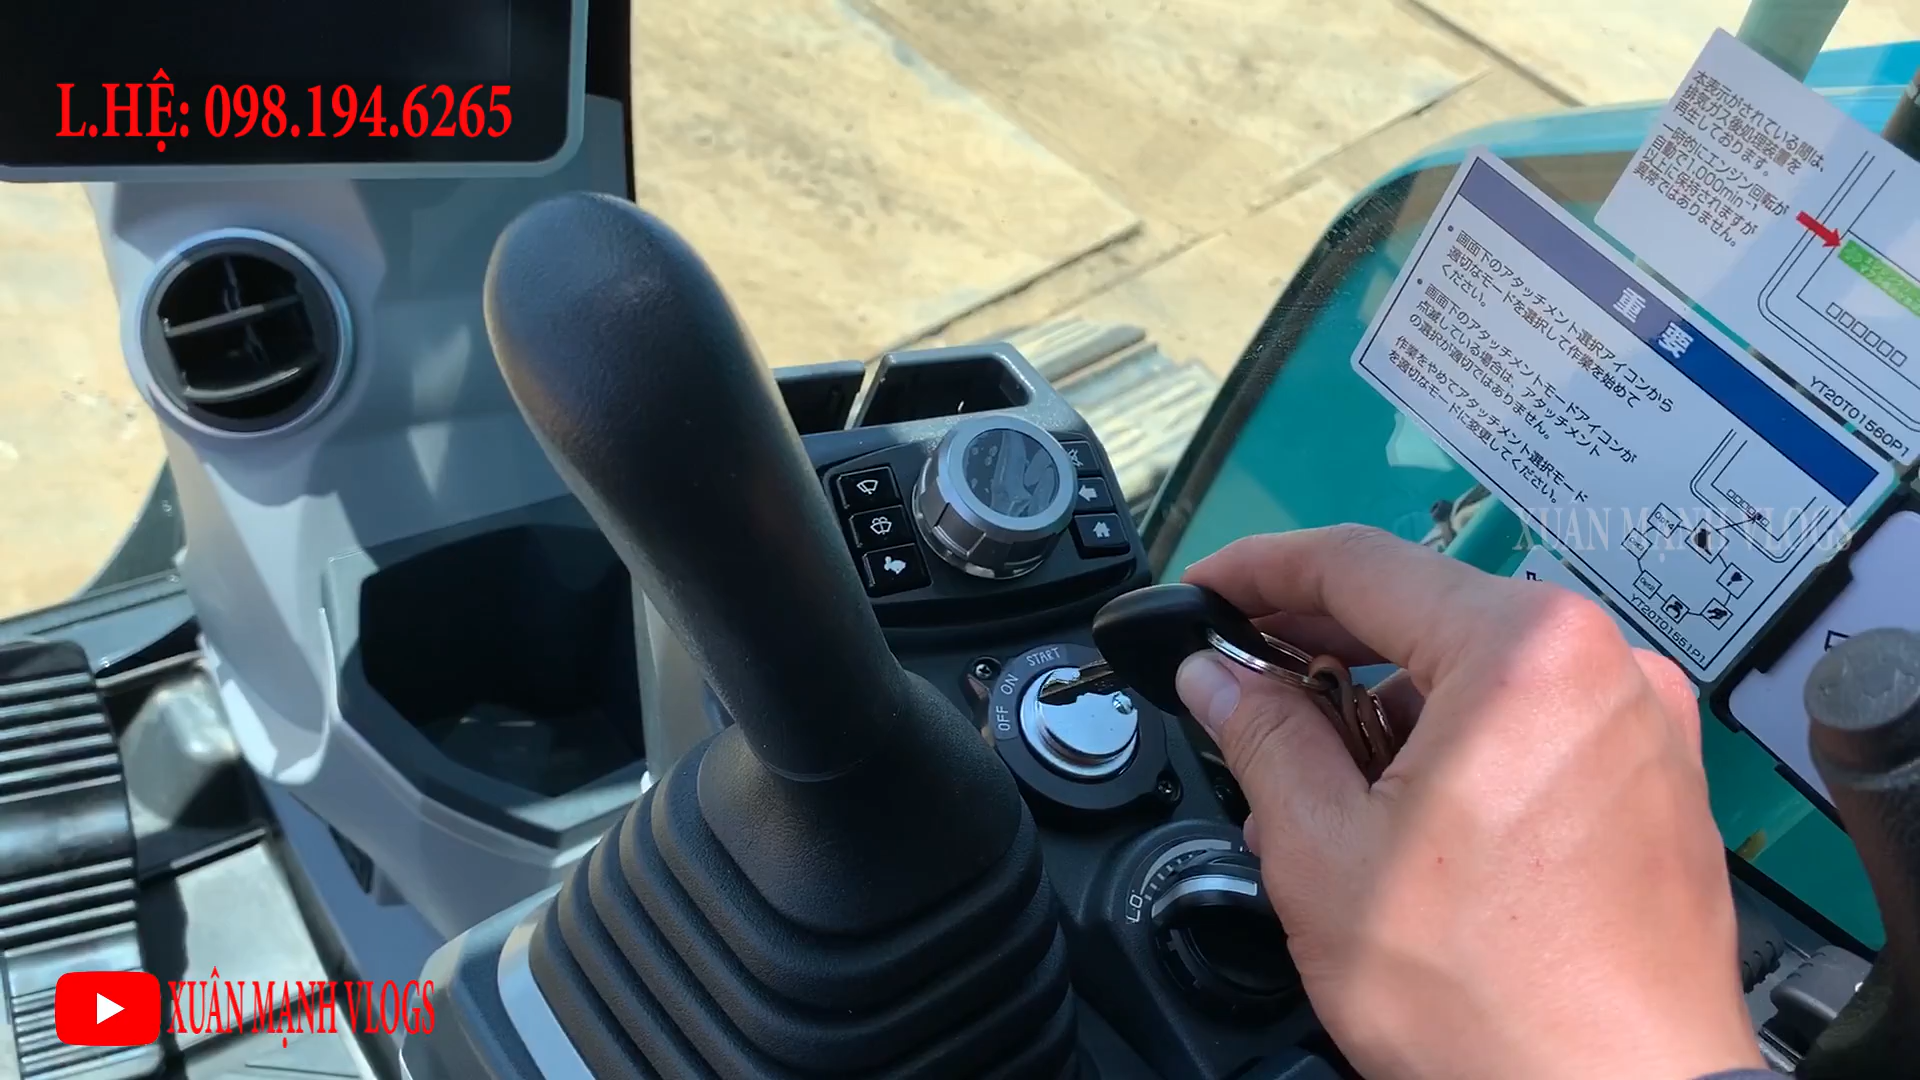 L.HỆ: 098.194.6265
本表示がされている間は、
排気ガス後処理装置を
再生しております。
一時的にエンジン回転が
自動で1,000min⁻¹
以上に保持されますが
異常ではありません。
YT20T01560P1
重要
• 画面下のアタッチメント選択アイコンから
適切なモードを選択して作業を始めて
ください。
• 画面下のアタッチメントモードアイコンが
点滅している場合は、アタッチメント
の選択が適切ではありません。
作業をやめてアタッチメント選択モード
を適切なモードに変更してください。
YT20T01561P1
XUÂN MẠNH VLOGS
OFF ON START
LO
XUÂN MẠNH VLOGS